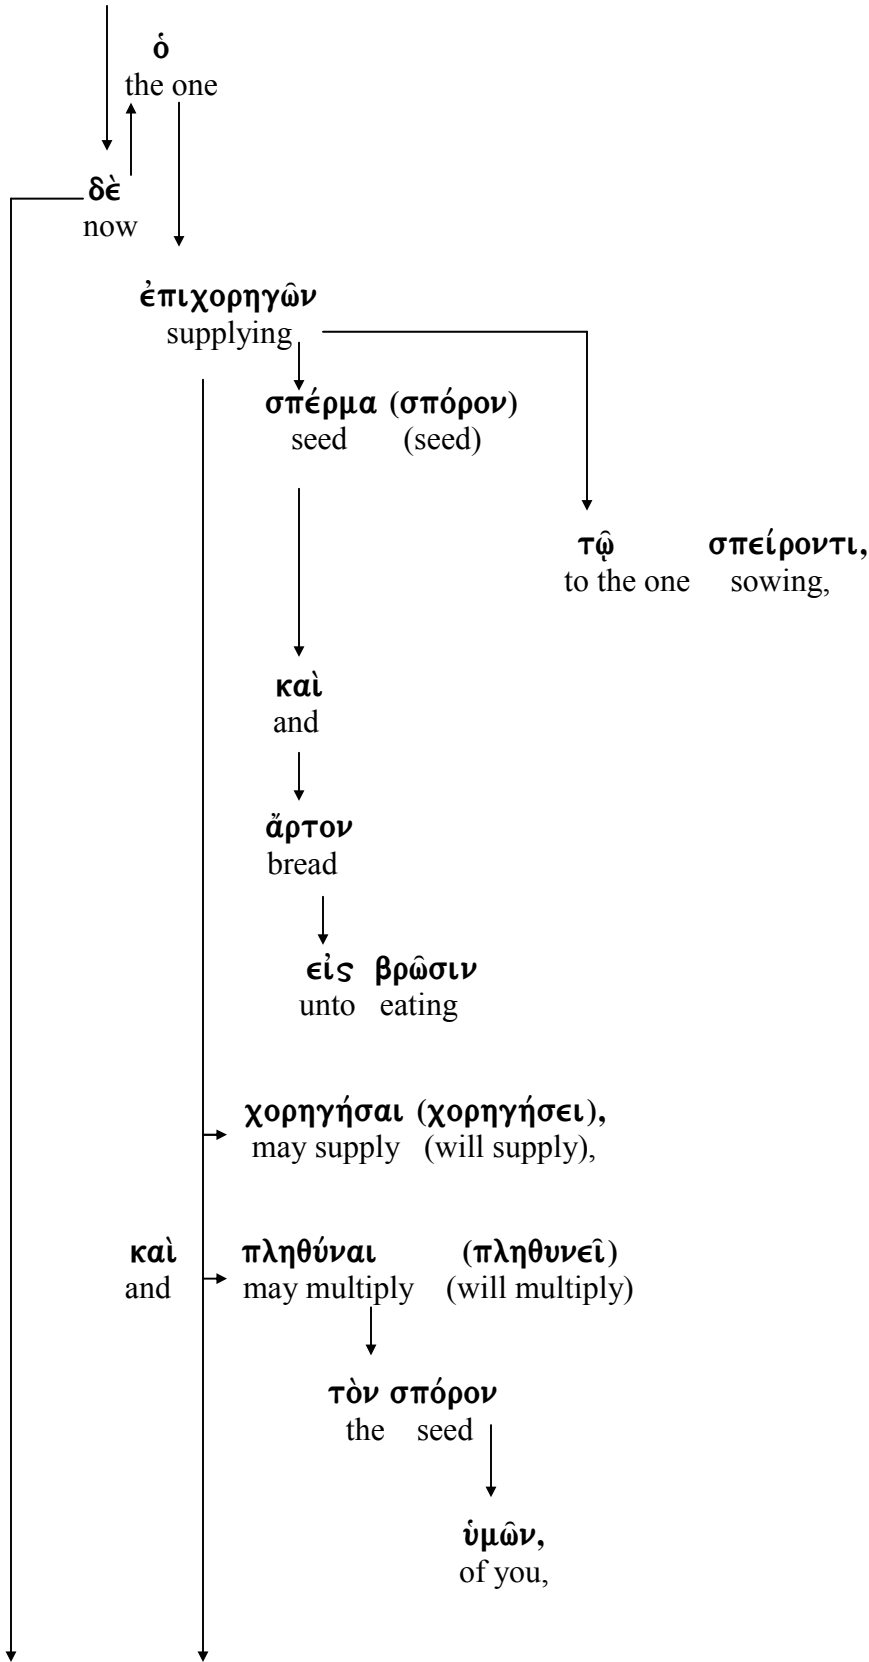 ὁ
the one
δὲ
now
ἐπιχορηγῶν
supplying
σπέρμα (σπόρον)
seed (seed)
τῷ σπείροντι,
to the one sowing,
καὶ
and
ἄρτον
bread
εἰς βρῶσιν
unto eating
χορηγήσαι (χορηγήσει),
may supply (will supply),
καὶ πληθύναι (πληθυνεῖ)
and may multiply (will multiply)
τὸν σπόρον
the seed
ὑμῶν,
of you,